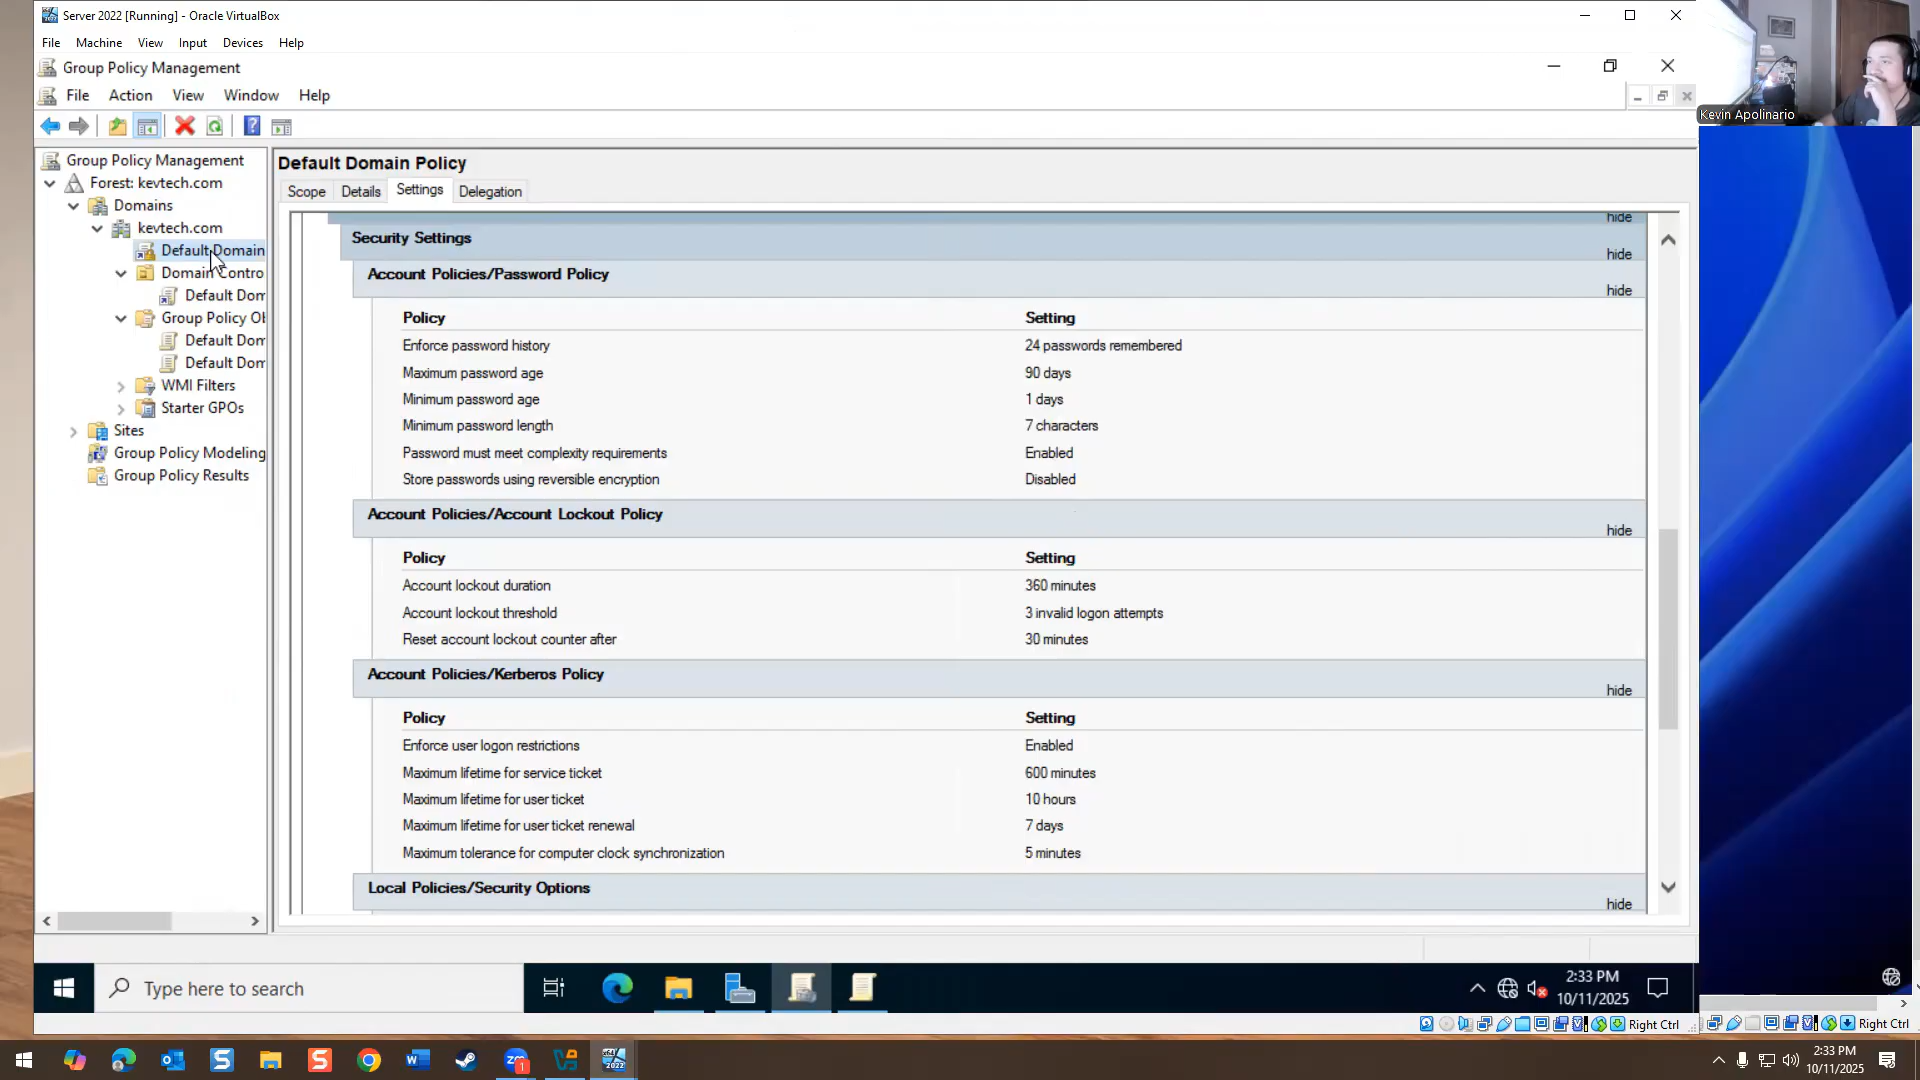 Server 2022 [Running] - Oracle VirtualBox
File Machine View Input Devices Help
Group Policy Management
File Action View Window Help
Kevin Apolinario
Group Policy Management
Forest: kevtech.com
Domains
kevtech.com
Default Domain
Domain Contro
Default Dom
Group Policy Ob
Default Dom
Default Dom
WMI Filters
Starter GPOs
Sites
Group Policy Modeling
Group Policy Results
Default Domain Policy
Scope Details Settings Delegation
hide
Security Settings
hide
Account Policies/Password Policy
hide
Policy Setting
Enforce password history 24 passwords remembered
Maximum password age 90 days
Minimum password age 1 days
Minimum password length 7 characters
Password must meet complexity requirements Enabled
Store passwords using reversible encryption Disabled
Account Policies/Account Lockout Policy
hide
Policy Setting
Account lockout duration 360 minutes
Account lockout threshold 3 invalid logon attempts
Reset account lockout counter after 30 minutes
Account Policies/Kerberos Policy
hide
Policy Setting
Enforce user logon restrictions Enabled
Maximum lifetime for service ticket 600 minutes
Maximum lifetime for user ticket 10 hours
Maximum lifetime for user ticket renewal 7 days
Maximum tolerance for computer clock synchronization 5 minutes
Local Policies/Security Options
hide
Type here to search
2:33 PM
10/11/2025
Right Ctrl
Right Ctrl
2:33 PM
10/11/2025